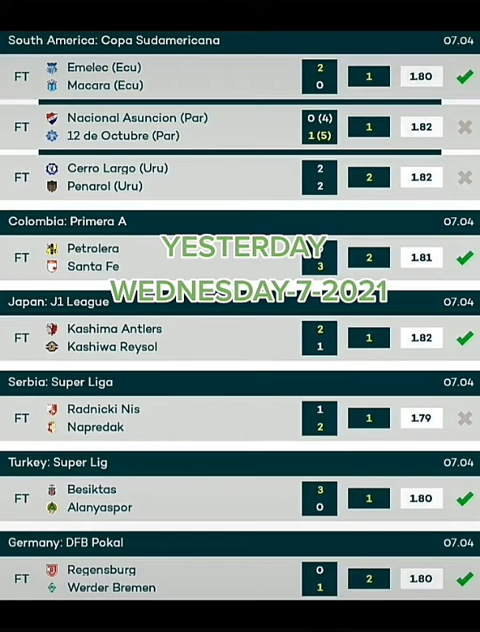 South America: Copa Sudamericana 07.04
FT Emelec (Ecu) 2 1 1.80
Macara (Ecu) 0
FT Nacional Asuncion (Par) 0 (4) 1 1.82
12 de Octubre (Par) 1 (5)
FT Cerro Largo (Uru) 2 2 1.82
Penarol (Uru) 2
Colombia: Primera A 07.04
YESTERDAY
FT Petrolera 2 1.81
Santa Fe 3
WEDNESDAY-7-2021
Japan: J1 League 07.04
FT Kashima Antlers 2 1 1.82
Kashiwa Reysol 1
Serbia: Super Liga 07.04
FT Radnicki Nis 1 1 1.79
Napredak 2
Turkey: Super Lig 07.04
FT Besiktas 3 1 1.80
Alanyaspor 0
Germany: DFB Pokal 07.04
FT Regensburg 0 2 1.80
Werder Bremen 1